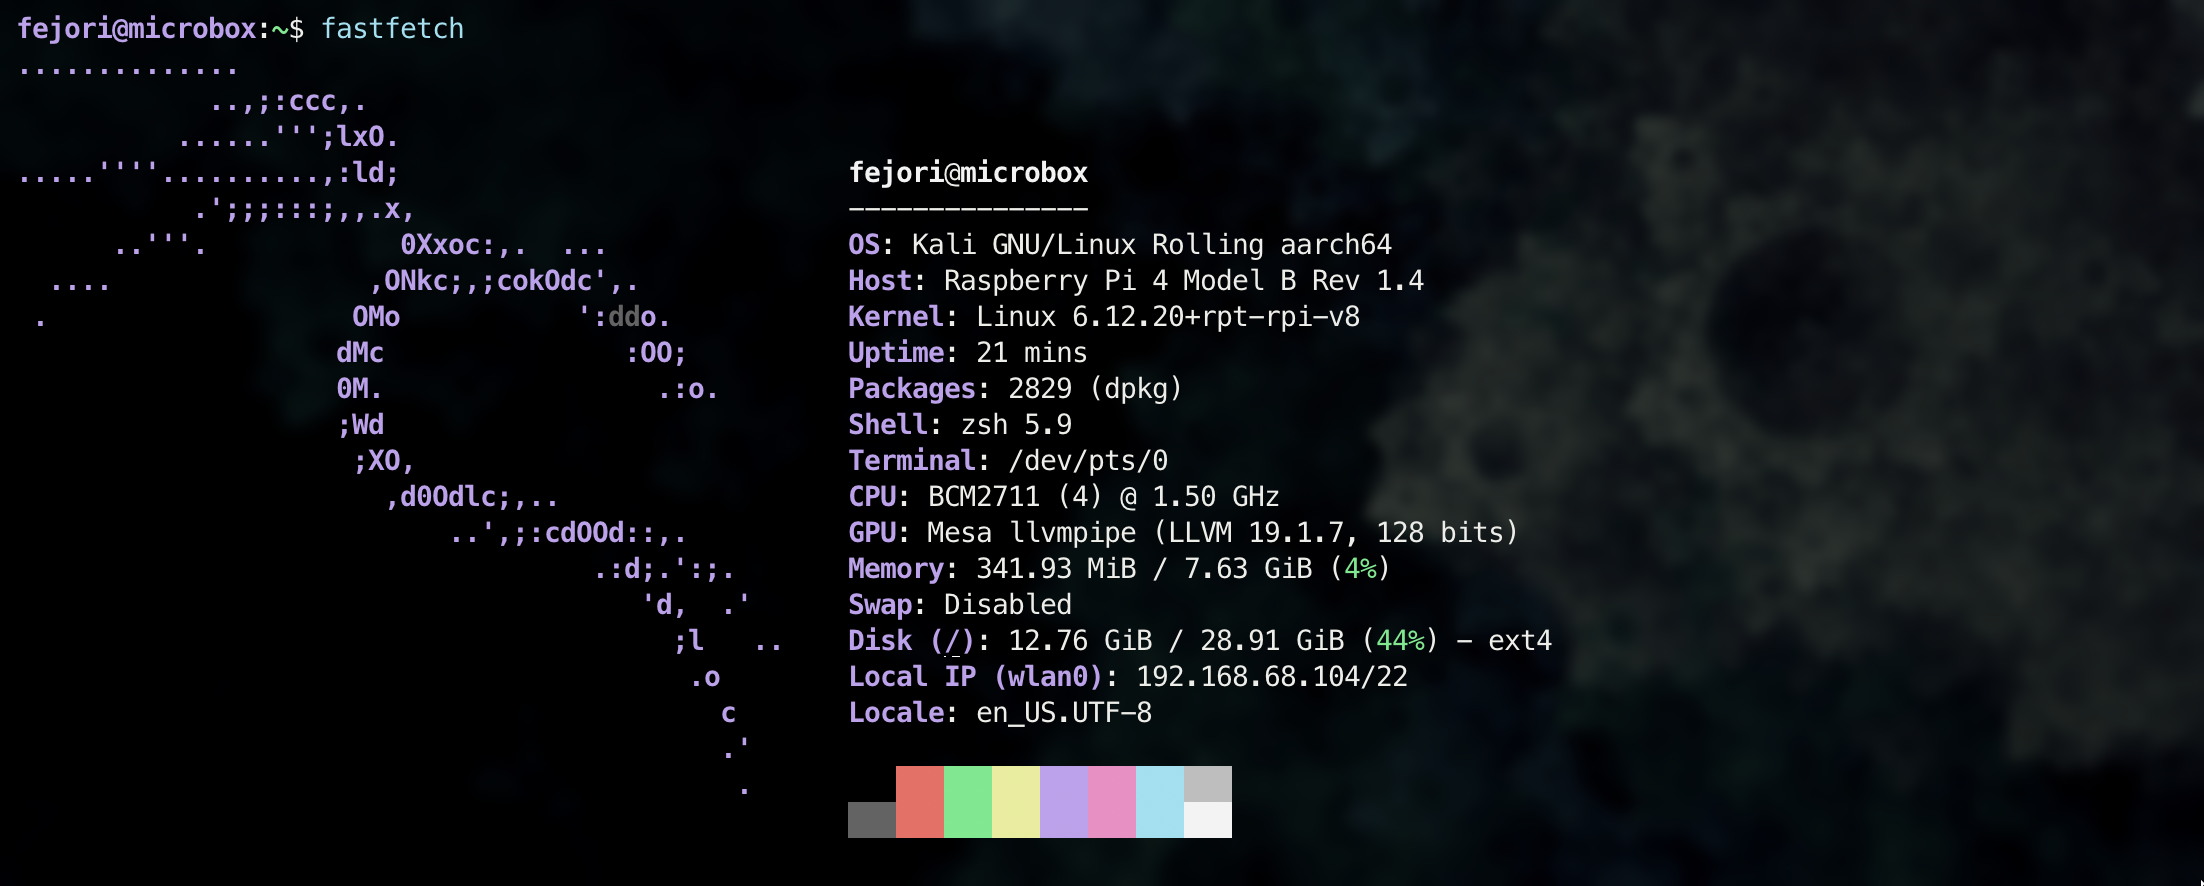 fejori@microbox:~$ fastfetch
..............
            ..,;:ccc,.
          ......''';lxO.
.....''''..........,:ld;
           .';;;:::;,,.x,
      ..'''.            0Xxoc:,.  ...
  ....                ,ONkc;,;cokOdc',.
 .                   OMo           ':ddo.
                    dMc               :OO;
                    0M.                 .:o.
                    ;Wd
                     ;XO,
                       ,d0Odlc;,..
                           ..',;:cdOOd::,.
                                    .:d;.':;.
                                       'd,  .'
                                         ;l   ..
                                          .o
                                            c
                                            .'
                                             .
fejori@microbox
---------------
OS: Kali GNU/Linux Rolling aarch64
Host: Raspberry Pi 4 Model B Rev 1.4
Kernel: Linux 6.12.20+rpt-rpi-v8
Uptime: 21 mins
Packages: 2829 (dpkg)
Shell: zsh 5.9
Terminal: /dev/pts/0
CPU: BCM2711 (4) @ 1.50 GHz
GPU: Mesa llvmpipe (LLVM 19.1.7, 128 bits)
Memory: 341.93 MiB / 7.63 GiB (4%)
Swap: Disabled
Disk (/): 12.76 GiB / 28.91 GiB (44%) - ext4
Local IP (wlan0): 192.168.68.104/22
Locale: en_US.UTF-8